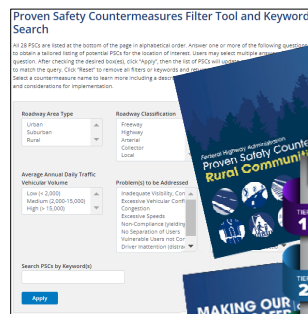 Proven Safety Countermeasures Filter Tool and Keyword
Search
All 28 PSCs are listed at the bottom of the page in alphabetical order. Answer one or more of the following questions
to obtain a tailored listing of potential PSCs for the location of interest. Users may select multiple
question. After checking the desired box(es), click "Apply", then the list of PSCs will
to match the query. Click "Reset" to remove all filters or keywords and
Select a countermeasure name to learn more including a
and considerations for implementation.
Roadway Area Type
Roadway Classification
Urban
Suburban
Rural
Freeway
Highway
Arterial
Collector
Local
Average Annual Daily Traffic
Vehicular Volume
Problem(s) to be Addressed
Low (< 2,000)
Medium (2,000-15,000)
High (> 15,000)
Inadequate Visibility, Con
Excessive Vehicular Confl
Congestion
Excessive Speeds
Non-Compliance (yielding
No Separation of Users
Vulnerable Users not Cor
Driver Inattention (distra
Search PSCs by Keyword(s)
Apply
Federal Highway Administration
Proven Safety Counte
Rural Communiti
TIER
1
TIE
2
MAKING OUR